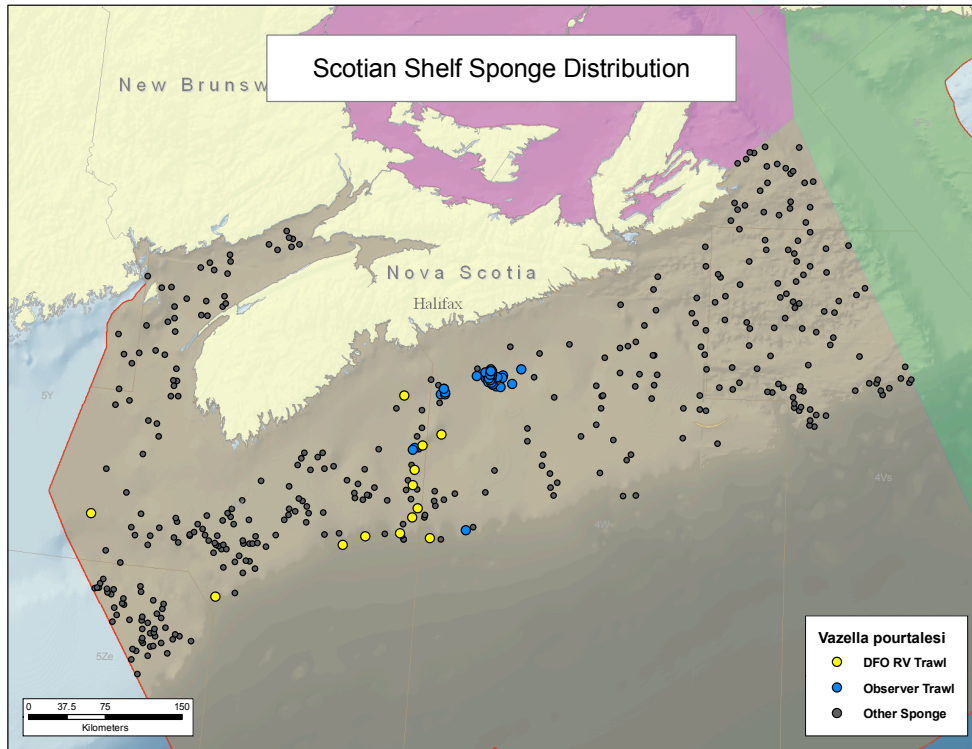 Scotian Shelf Sponge Distribution
New Brunsw
Nova Scotia
Halifax
5Y
4Vs
4W
5Ze
Vazella pourtalesi
DFO RV Trawl
Observer Trawl
Other Sponge
0 37.5 75 150
Kilometers